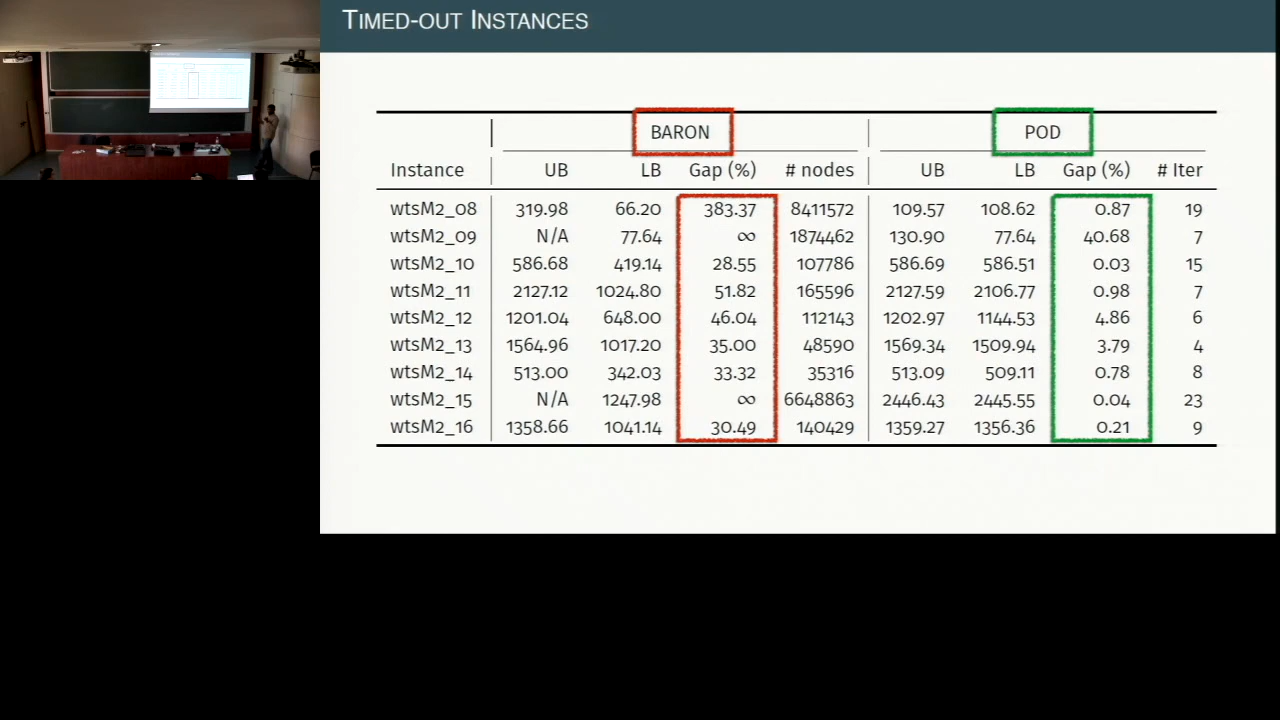 TIMED-OUT INSTANCES
BARON POD
Instance UB LB Gap (%) # nodes UB LB Gap (%) # Iter
wtsM2_08 319.98 66.20 383.37 8411572 109.57 108.62 0.87 19
wtsM2_09 N/A 77.64 ∞ 1874462 130.90 77.64 40.68 7
wtsM2_10 586.68 419.14 28.55 107786 586.69 586.51 0.03 15
wtsM2_11 2127.12 1024.80 51.82 165596 2127.59 2106.77 0.98 7
wtsM2_12 1201.04 648.00 46.04 112143 1202.97 1144.53 4.86 6
wtsM2_13 1564.96 1017.20 35.00 48590 1569.34 1509.94 3.79 4
wtsM2_14 513.00 342.03 33.32 35316 513.09 509.11 0.78 8
wtsM2_15 N/A 1247.98 ∞ 6648863 2446.43 2445.55 0.04 23
wtsM2_16 1358.66 1041.14 30.49 140429 1359.27 1356.36 0.21 9